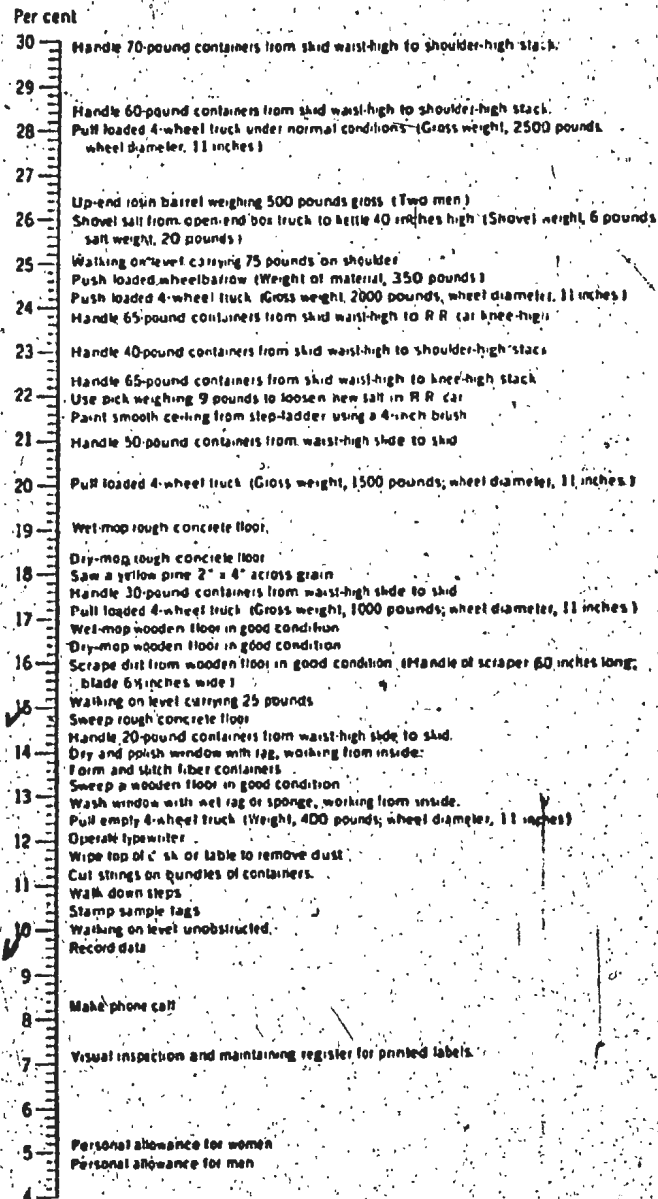 Per cent
30 Handle 70-pound containers from skid waist-high to shoulder-high stack.
29
Handle 60-pound containers from skid waist-high to shoulder-high stack.
28 Pull loaded 4-wheel truck under normal conditions (Gross weight, 2500 pounds
wheel diameter, 11 inches)
27
Up-end rosin barrel weighing 500 pounds gross (Two men)
26 Shovel salt from open-end box truck to kettle 40 inches high (Shovel weight, 6 pounds
salt weight, 20 pounds)
25 Walking on level carrying 75 pounds on shoulder
Push loaded wheelbarrow (Weight of material, 350 pounds)
Push loaded 4-wheel truck (Gross weight, 2000 pounds, wheel diameter, 11 inches)
24 Handle 65-pound containers from skid waist-high to R R car knee-high
23 Handle 40-pound containers from skid waist-high to shoulder-high stack
Handle 65-pound containers from skid waist-high to knee-high stack
22 Use pick weighing 9 pounds to loosen new salt in R R car
Paint smooth ceiling from step-ladder using a 4-inch brush
21 Handle 50-pound containers from waist-high slide to skid
20 Pull loaded 4-wheel truck (Gross weight, 1500 pounds; wheel diameter, 11 inches)
19 Wet-mop rough concrete floor.
Dry-mop rough concrete floor
18 Saw a yellow pine 2" x 4" across grain
Handle 30-pound containers from waist-high slide to skid
17 Pull loaded 4-wheel truck (Gross weight, 1000 pounds; wheel diameter, 11 inches)
Wet-mop wooden floor in good condition
Dry-mop wooden floor in good condition
16 Scrape dirt from wooden floor in good condition (Handle of scraper 60 inches long;
blade 6½ inches wide)
Walking on level carrying 25 pounds
15 Sweep rough concrete floor
Handle 20-pound containers from waist-high slide to skid.
14 Dry and polish window with rag, working from inside.
Form and stitch fiber containers
Sweep a wooden floor in good condition
13 Wash window with wet rag or sponge, working from inside.
Pull empty 4-wheel truck (Weight, 400 pounds; wheel diameter, 11 inches)
12 Operate typewriter
Wipe top of or table to remove dust
11 Cut strings on bundles of containers.
Walk down steps
Stamp sample tags
10 Walking on level unobstructed.
Record data
9
Make phone call
8
7 Visual inspection and maintaining register for printed labels.
6
5 Personal allowance for women
Personal allowance for men
4